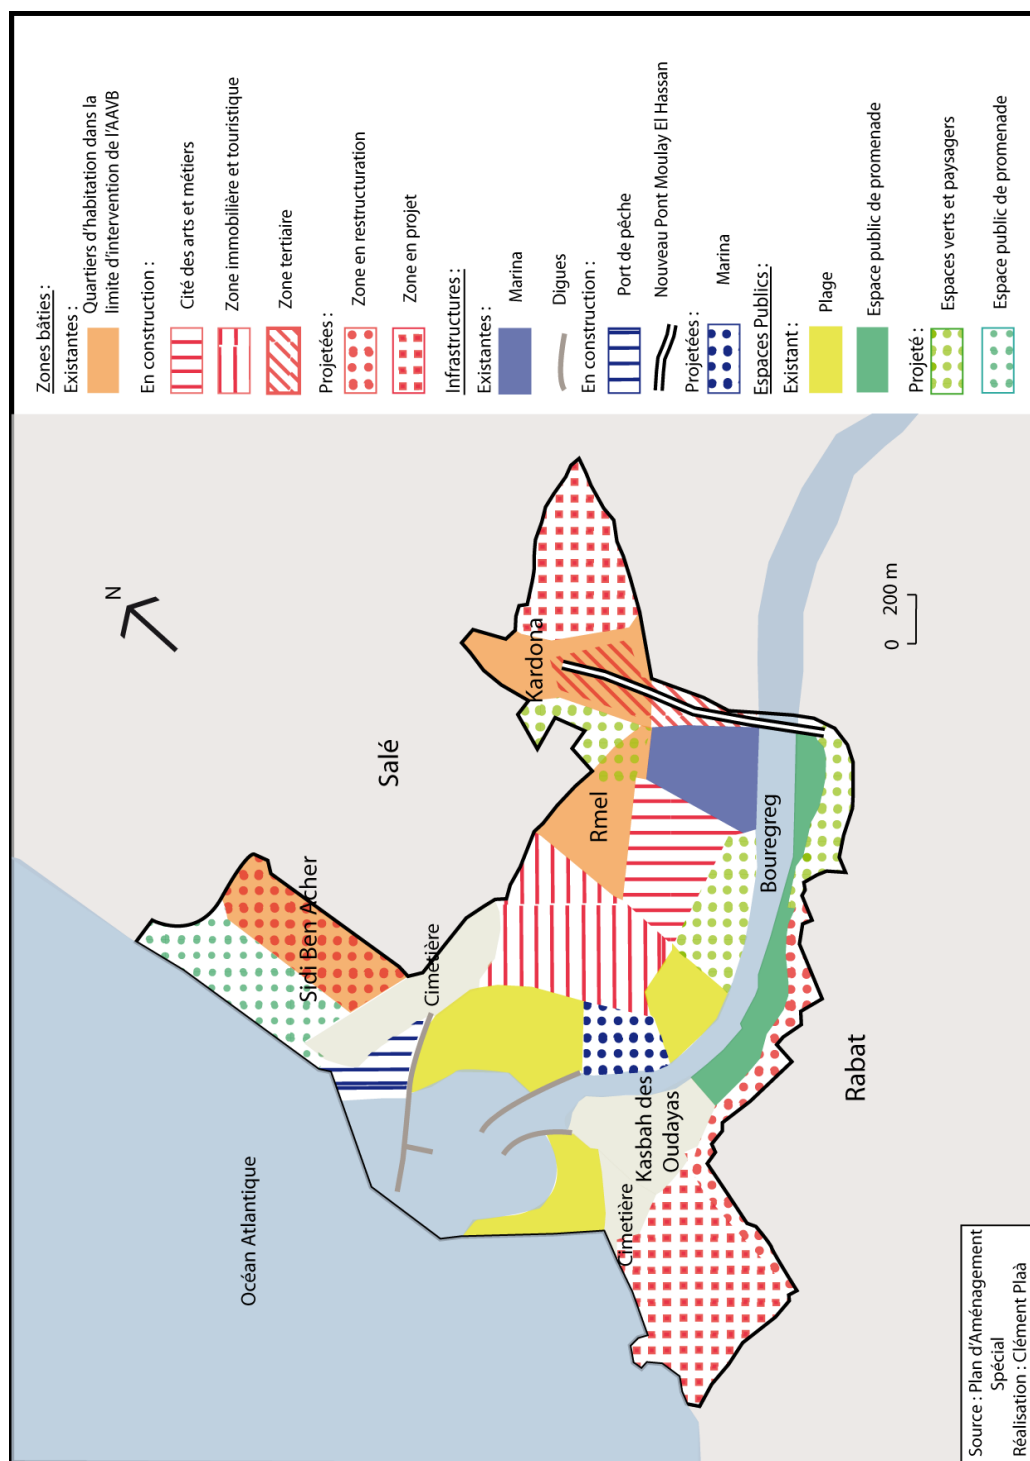 Zones bâties :
Existantes :
Quartiers d'habitation dans la
limite d'intervention de l'AAVB
En construction :
Cité des arts et métiers
Zone immobilière et touristique
Zone tertiaire
Projetées :
Zone en restructuration
Zone en projet
Infrastructures :
Existantes :
Marina
Digues
En construction :
Port de pêche
Nouveau Pont Moulay El Hassan
Projetées :
Marina
Espaces Publics :
Existant :
Plage
Espace public de promenade
Projeté :
Espaces verts et paysagers
Espace public de promenade
N
Salé
Kardona
Rmel
Sidi Ben Acher
Cimetière
Bouregreg
0 200 m
Océan Atlantique
Kasbah des
Oudayas
Cimetière
Rabat
Source : Plan d'Aménagement
Spécial
Réalisation : Clément Plaà